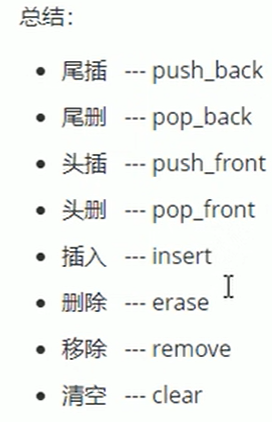 总结：
• 尾插 --- push_back
• 尾删 --- pop_back
• 头插 --- push_front
• 头删 --- pop_front
• 插入 --- insert
• 删除 --- erase
• 移除 --- remove
• 清空 --- clear